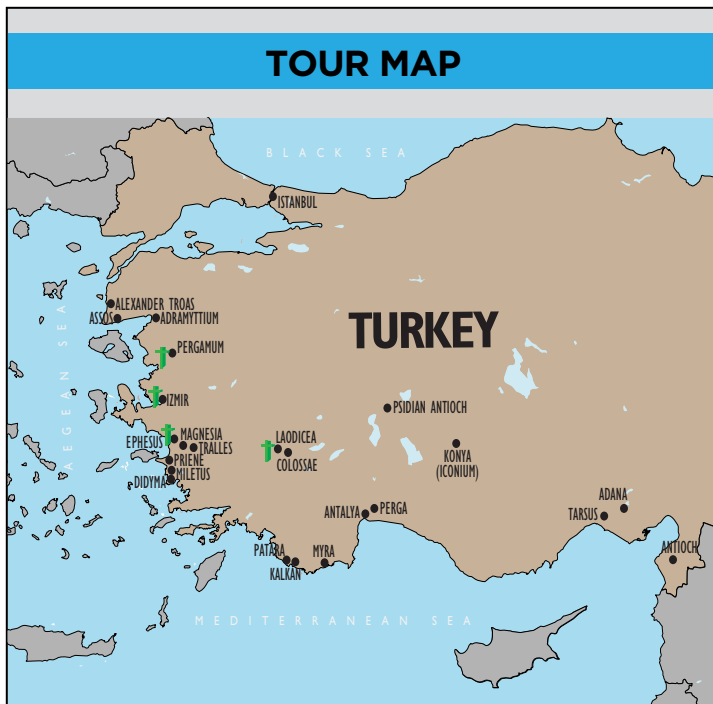 TOUR MAP
BLACK SEA
ISTANBUL
ALEXANDER TROAS
ASSOS
ADRAMYTTIUM
AEGEAN SEA
TURKEY
PERGAMUM
IZMIR
PSIDIAN ANTIOCH
EPHESUS
MAGNESIA
TRALLES
LAODICEA
COLOSSAE
KONYA
(ICONIUM)
PRIENE
MILETUS
DIDYMA
ANTALYA
PERGA
ADANA
TARSUS
PATARA
KALKAN
MYRA
ANTIOCH
MEDITERRANEAN SEA